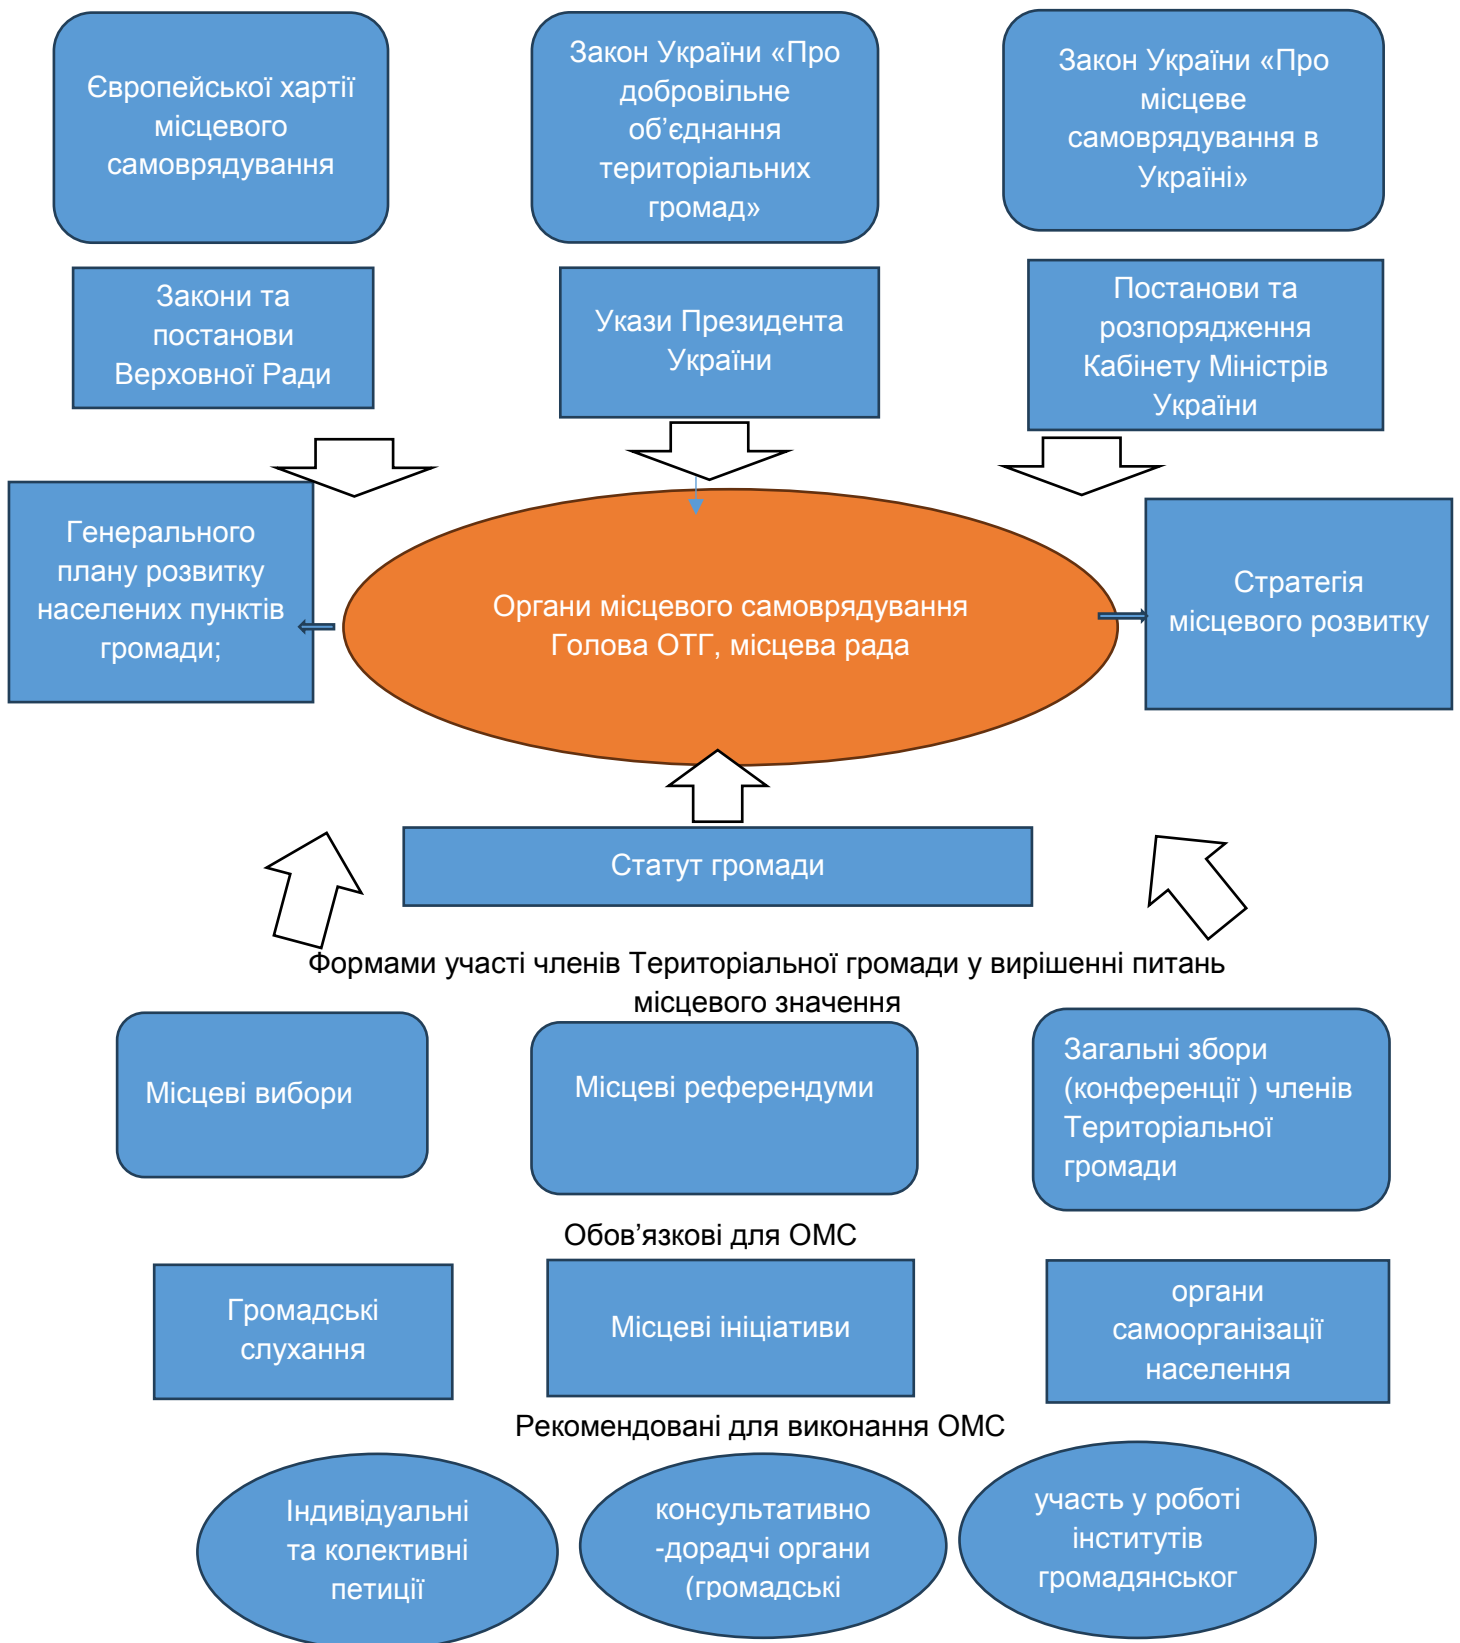 Європейської хартії
місцевого
самоврядування
Закон України «Про
добровільне
об’єднання
територіальних
громад»
Закон України «Про
місцеве
самоврядування в
Україні»
Закони та
постанови
Верховної Ради
Укази Президента
України
Постанови та
розпорядження
Кабінету Міністрів
України
Генерального
плану розвитку
населених пунктів
громади;
Органи місцевого самоврядування
Голова ОТГ, місцева рада
Стратегія
місцевого розвитку
Статут громади
Формами участі членів Територіальної громади у вирішенні питань
місцевого значення
Місцеві вибори
Місцеві референдуми
Загальні збори
(конференції ) членів
Територіальної
громади
Обов’язкові для ОМС
Громадські
слухання
Місцеві ініціативи
органи
самоорганізації
населення
Рекомендовані для виконання ОМС
Індивідуальні
та колективні
петиції
консультативно
-дорадчі органи
(громадські
участь у роботі
інститутів
громадянськог